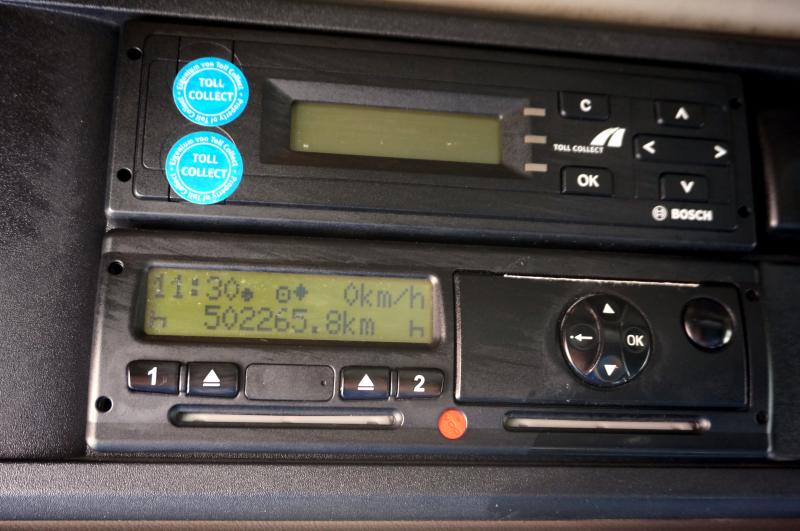 Eigentum von Toll Collect • Property of Toll Collect •
TOLL
COLLECT
Eigentum von Toll Collect • Property of Toll Collect •
TOLL
COLLECT
C
TOLL COLLECT
OK
BOSCH
11:30 0km/h
h 502265.8km h
1
2
OK